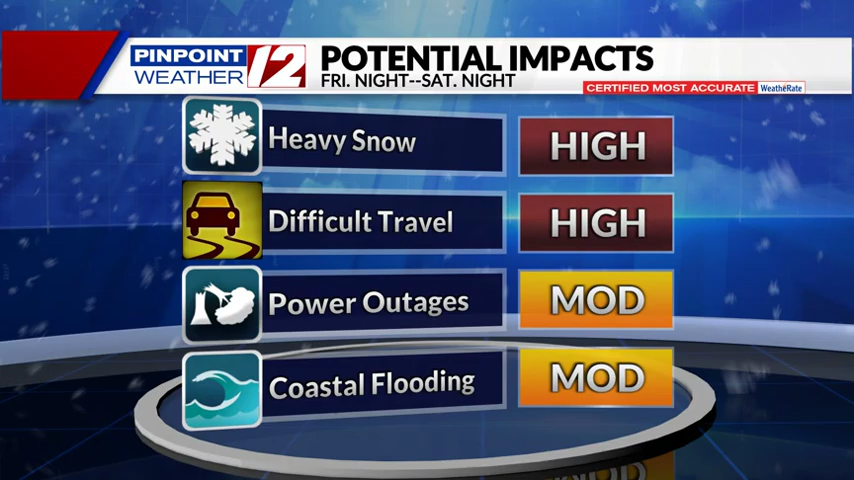 PINPOINT
WEATHER 12
POTENTIAL IMPACTS
FRI. NIGHT--SAT. NIGHT
CERTIFIED MOST ACCURATE WeatheRate
Heavy Snow HIGH
Difficult Travel HIGH
Power Outages MOD
Coastal Flooding MOD